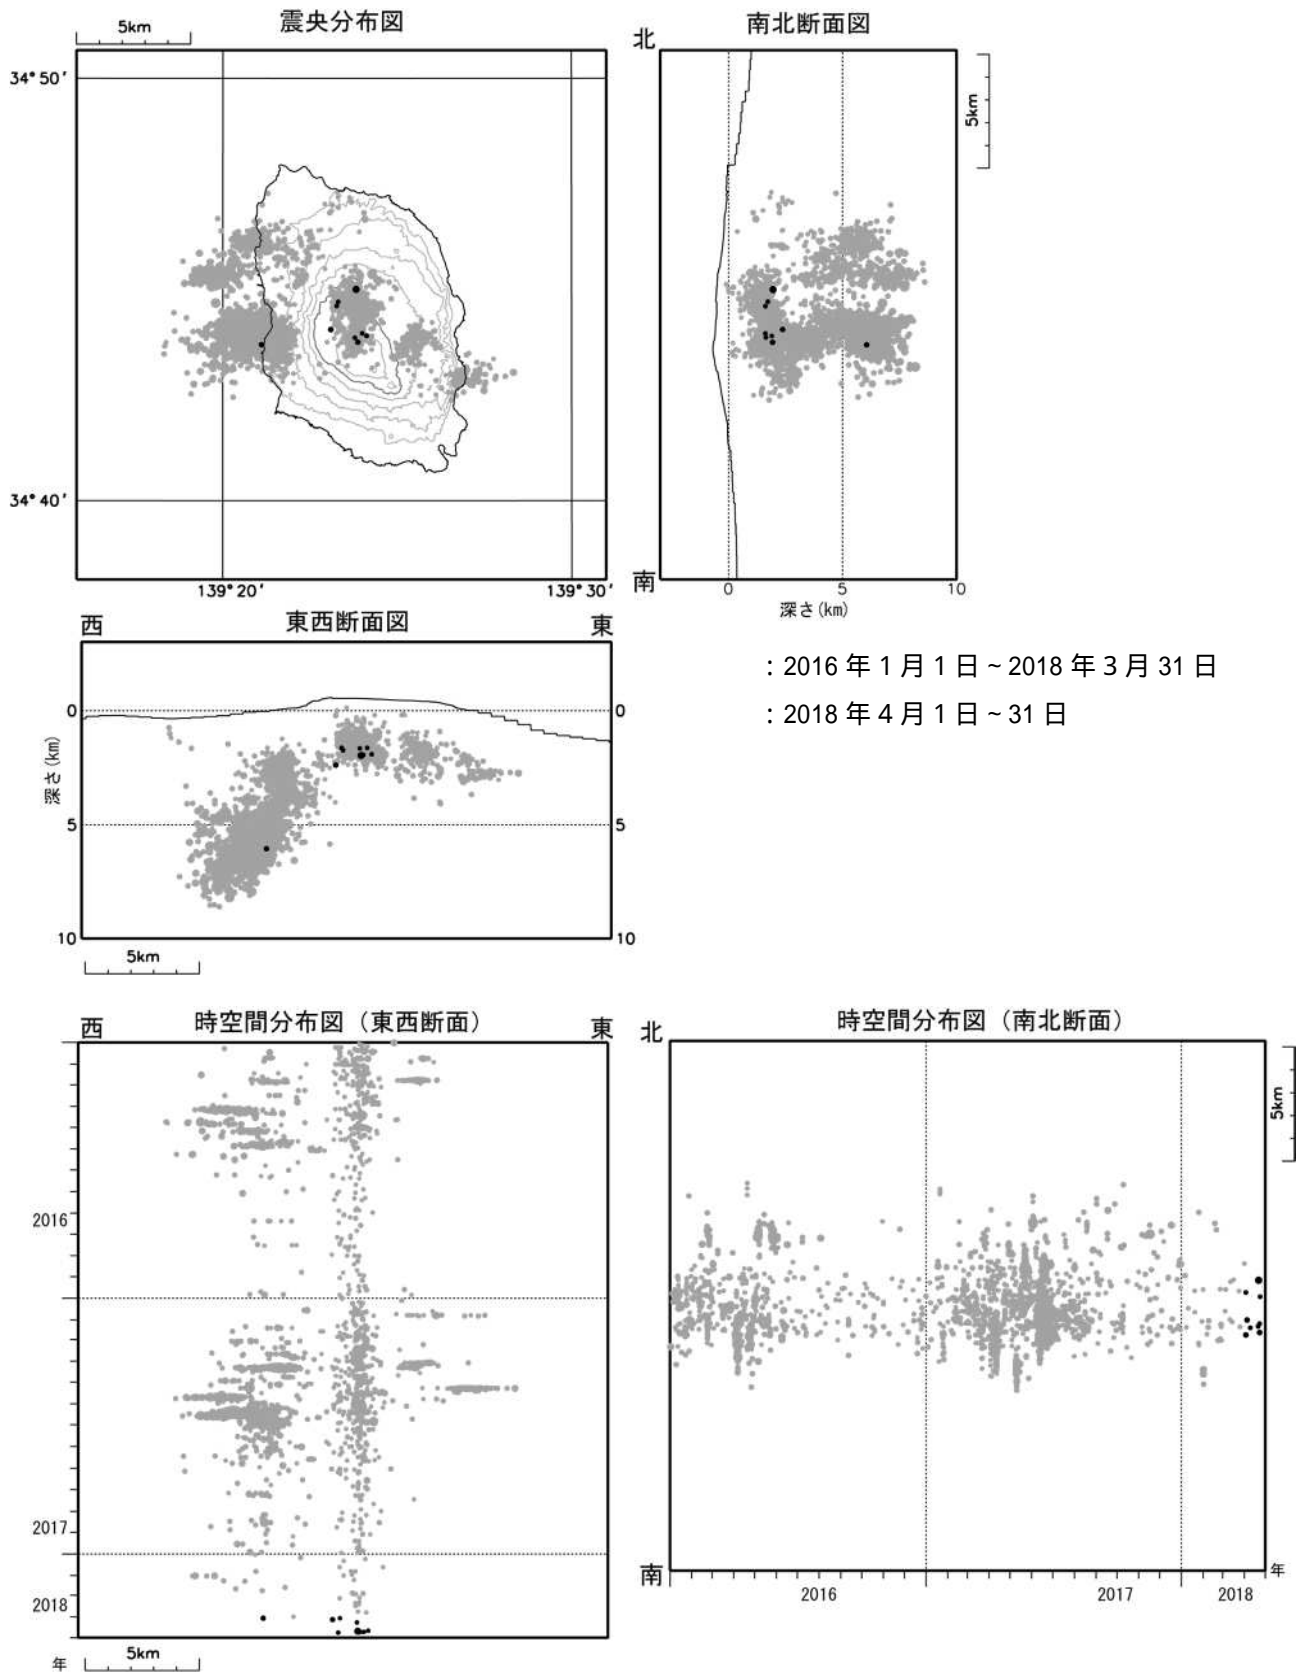 5km
震央分布図
34°50′
34°40′
139°20′
139°30′
南北断面図
北
南
5km
0
5
10
深さ(km)
西
東西断面図
東
0
5
10
深さ(km)
0
5
10
5km
：2016 年 1 月 1 日 ~ 2018 年 3 月 31 日
：2018 年 4 月 1 日 ~ 31 日
西
時空間分布図（東西断面）
東
2016
2017
2018
年
5km
北
時空間分布図（南北断面）
5km
南
年
2016
2017
2018